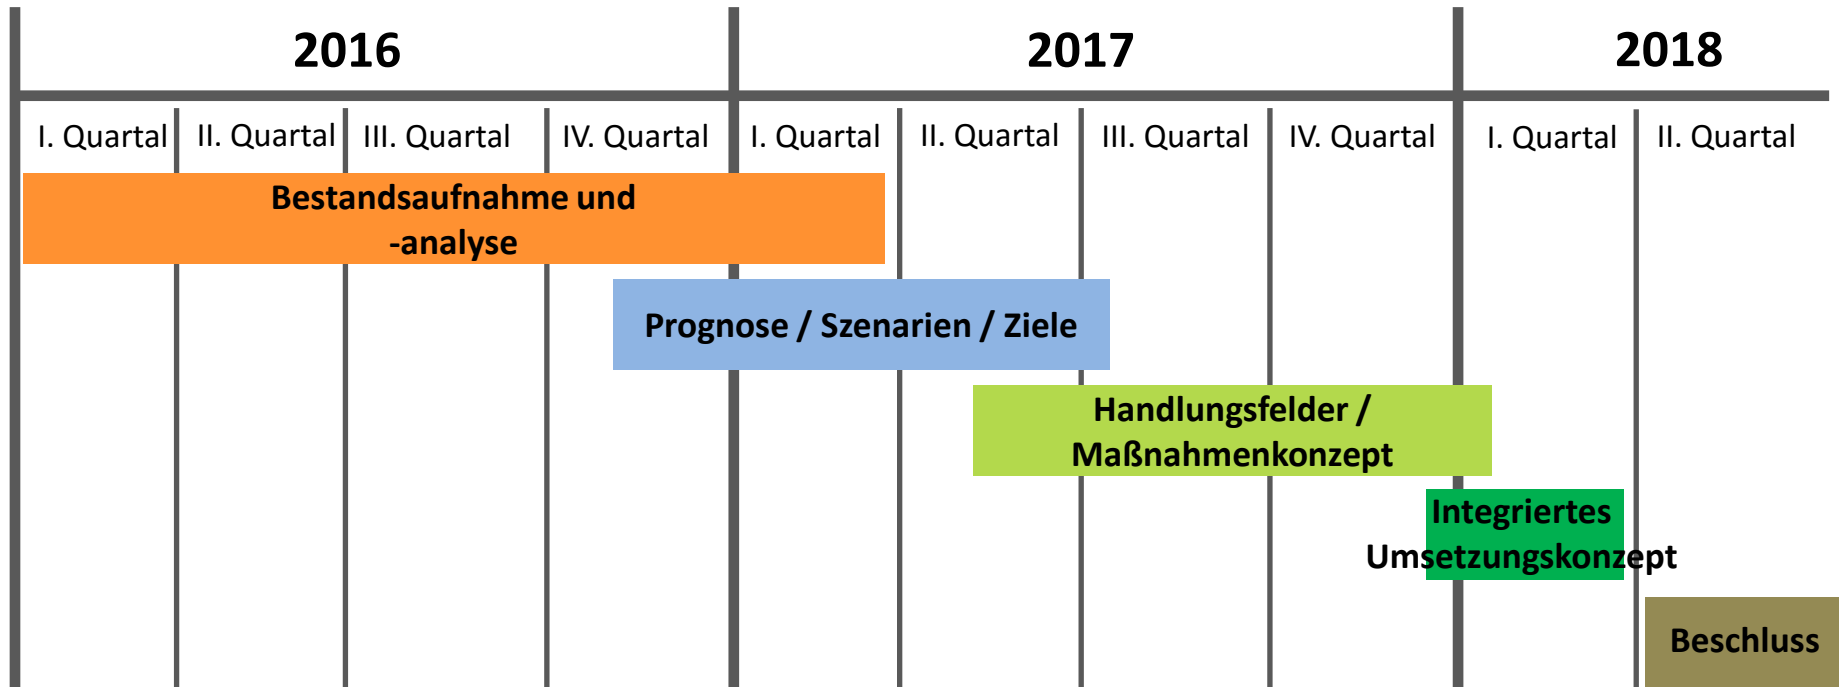 2016 2017 2018
I. Quartal II. Quartal III. Quartal IV. Quartal I. Quartal II. Quartal III. Quartal IV. Quartal I. Quartal II. Quartal
Bestandsaufnahme und
-analyse
Prognose / Szenarien / Ziele
Handlungsfelder /
Maßnahmenkonzept
Integriertes
Umsetzungskonzept
Beschluss